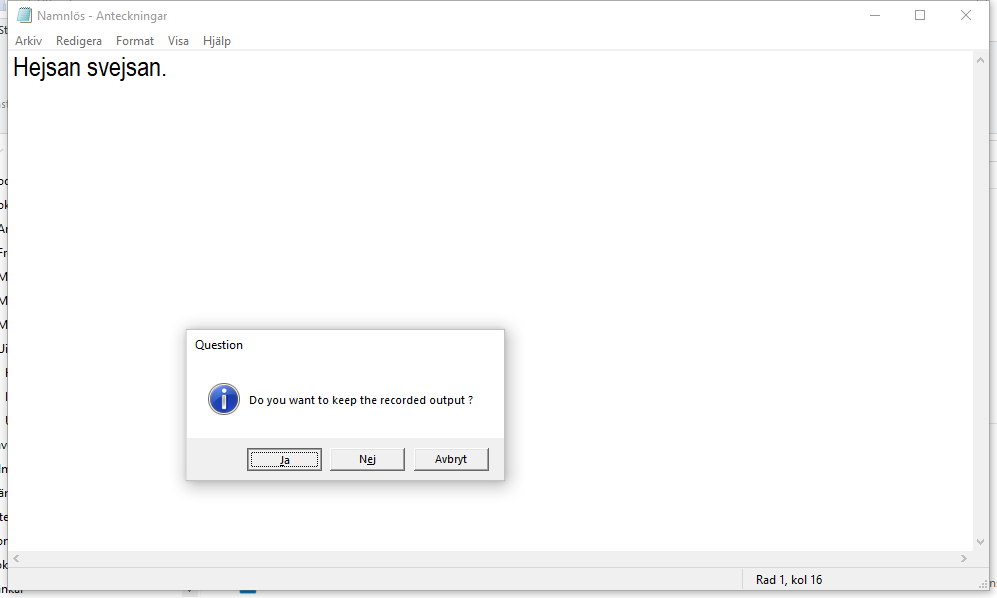 Namnlös - Anteckningar
Arkiv Redigera Format Visa Hjälp
Hejsan svejsan.
Question
Do you want to keep the recorded output ?
Ja Nej Avbryt
Rad 1, kol 16